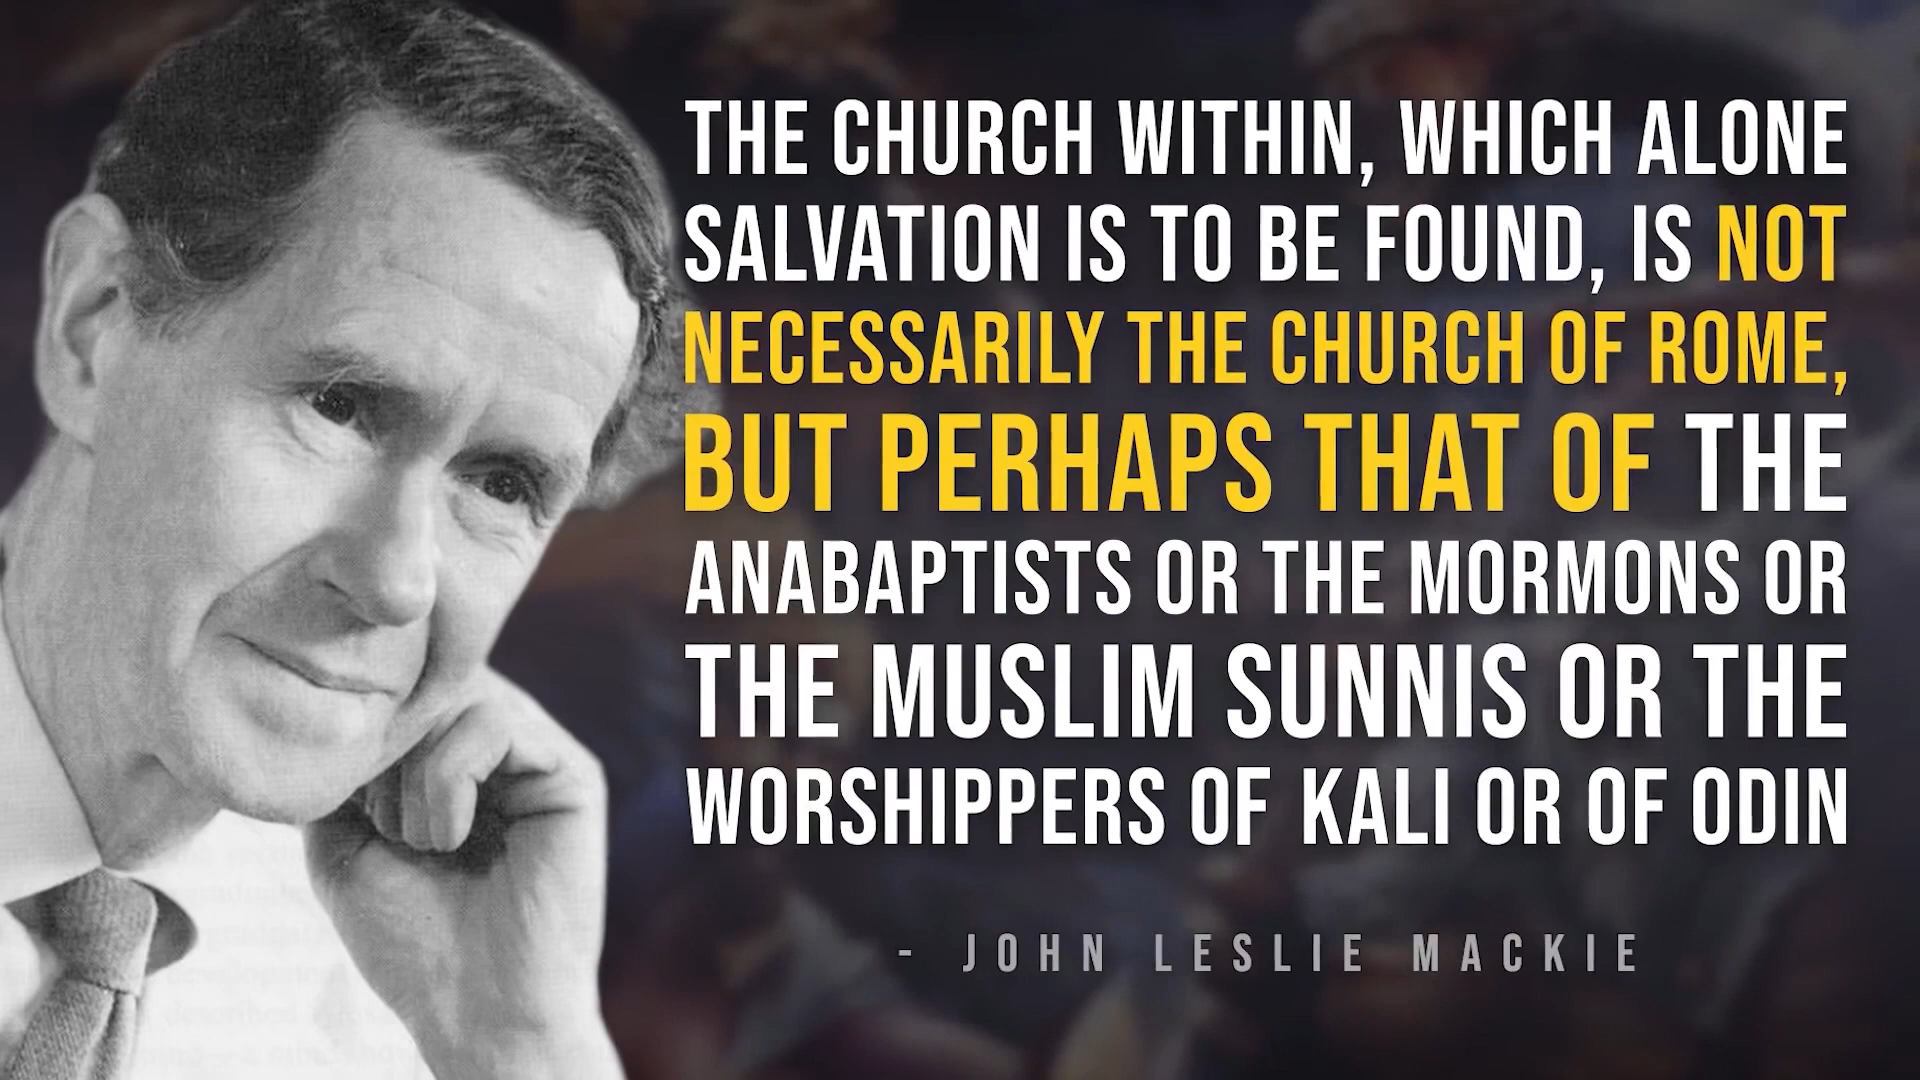 THE CHURCH WITHIN, WHICH ALONE
SALVATION IS TO BE FOUND, IS NOT
NECESSARILY THE CHURCH OF ROME,
BUT PERHAPS THAT OF THE
ANABAPTISTS OR THE MORMONS OR
THE MUSLIM SUNNIS OR THE
WORSHIPPERS OF KALI OR OF ODIN
- JOHN LESLIE MACKIE